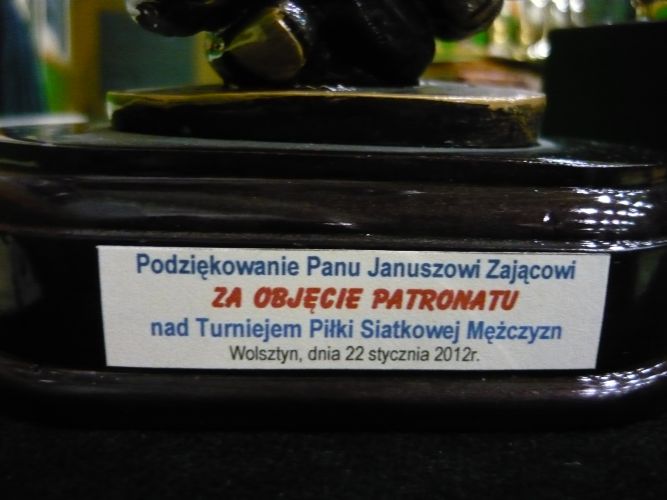 Podziękowanie Panu Januszowi Zającowi
ZA OBJĘCIE PATRONATU
nad Turniejem Piłki Siatkowej Mężczyzn
Wolsztyn, dnia 22 stycznia 2012r.